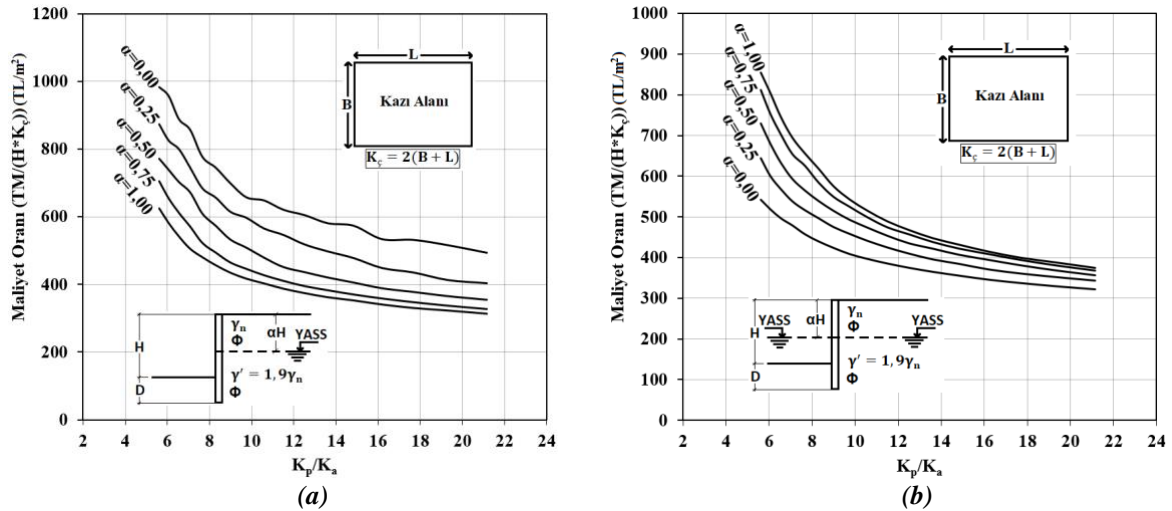 1200
1000
800
600
400
200
0
Maliyet Oranı (TM/(H*Kç)) (TL/m²)
α=0,00
α=0,25
α=0,50
α=0,75
α=1,00
L
B
Kazı Alanı
Kç = 2(B + L)
H
D
αH
YASS
γn
Φ
γ′ = 1,9γn
Φ
2 4 6 8 10 12 14 16 18 20 22 24
Kp/Ka
(a)
1000
900
800
700
600
500
400
300
200
100
0
Maliyet Oranı (TM/(H*Kç)) (TL/m²)
α=1,00
α=0,75
α=0,50
α=0,25
α=0,00
L
B
Kazı Alanı
Kç = 2(B + L)
YASS
H
D
αH
YASS
γn
Φ
γ′ = 1,9γn
Φ
2 4 6 8 10 12 14 16 18 20 22 24
Kp/Ka
(b)